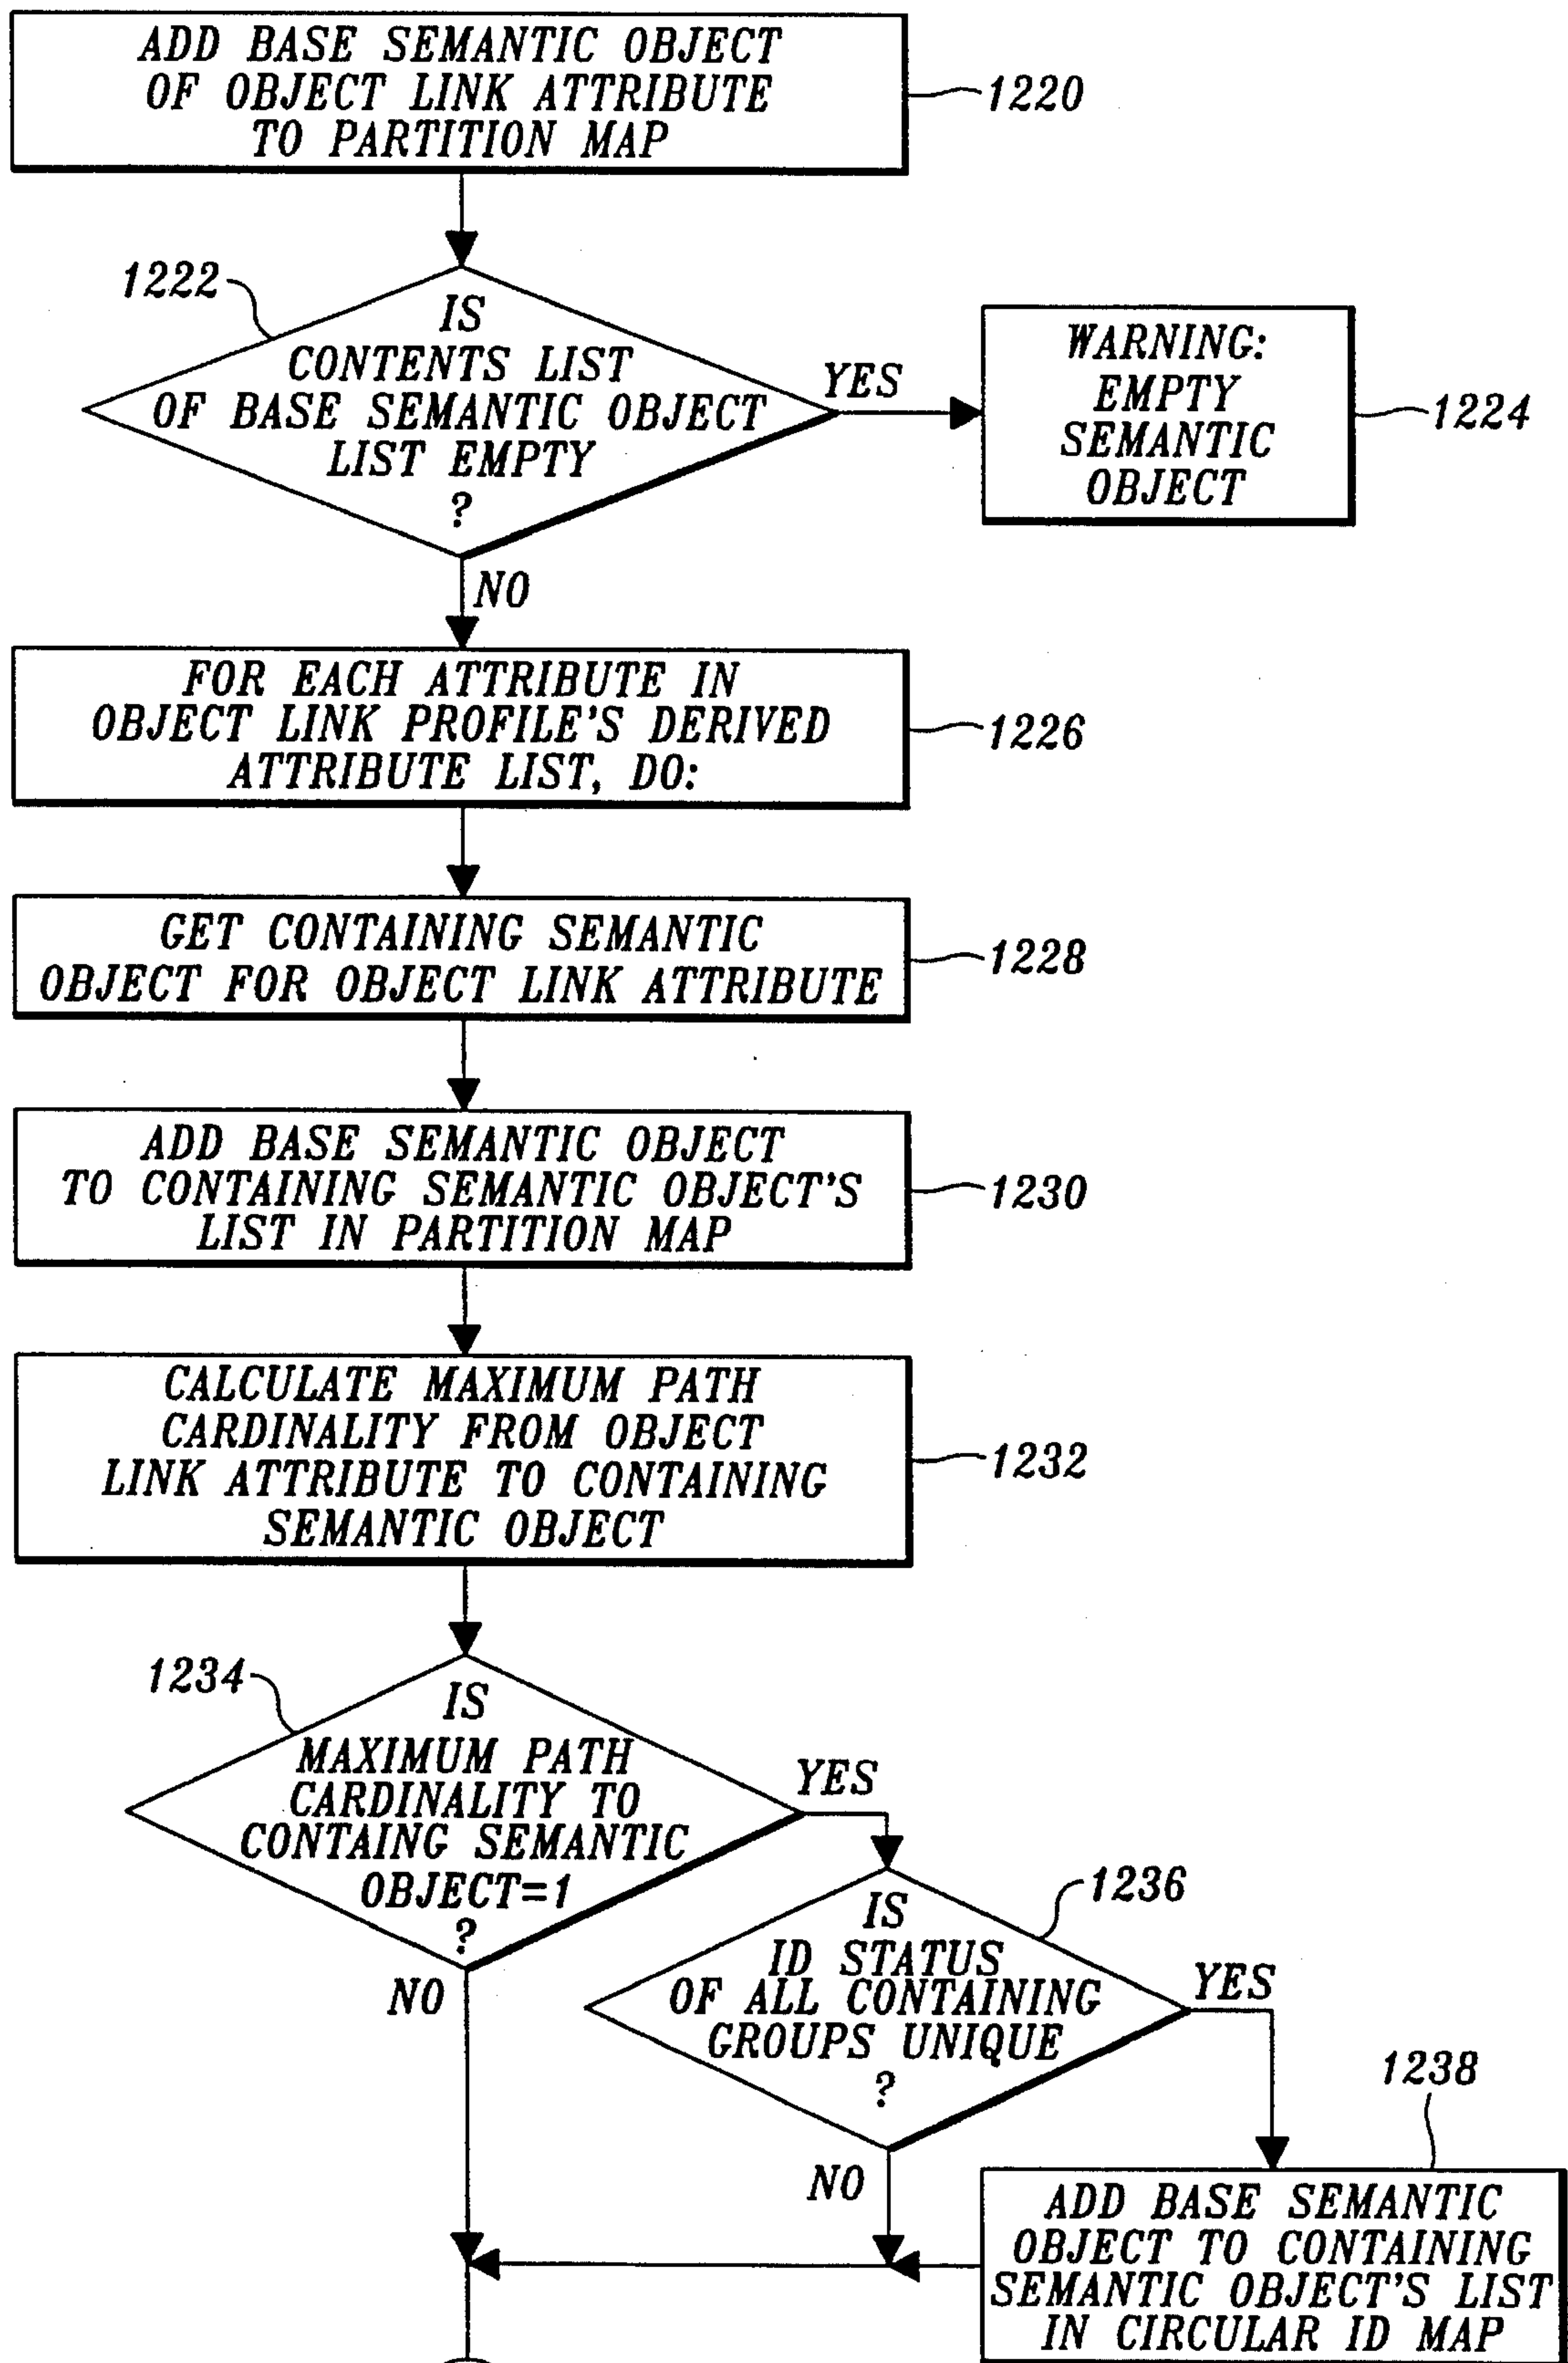 ADD BASE SEMANTIC OBJECT
OF OBJECT LINK ATTRIBUTE
TO PARTITION MAP
1220
1222
IS
CONTENTS LIST
OF BASE SEMANTIC OBJECT
LIST EMPTY
?
YES
WARNING:
EMPTY
SEMANTIC
OBJECT
1224
NO
FOR EACH ATTRIBUTE IN
OBJECT LINK PROFILE'S DERIVED
ATTRIBUTE LIST, DO:
1226
GET CONTAINING SEMANTIC
OBJECT FOR OBJECT LINK ATTRIBUTE
1228
ADD BASE SEMANTIC OBJECT
TO CONTAINING SEMANTIC OBJECT'S
LIST IN PARTITION MAP
1230
CALCULATE MAXIMUM PATH
CARDINALITY FROM OBJECT
LINK ATTRIBUTE TO CONTAINING
SEMANTIC OBJECT
1232
1234
IS
MAXIMUM PATH
CARDINALITY TO
CONTAING SEMANTIC
OBJECT=1
?
YES
NO
1236
IS
ID STATUS
OF ALL CONTAINING
GROUPS UNIQUE
?
YES
NO
1238
ADD BASE SEMANTIC
OBJECT TO CONTAINING
SEMANTIC OBJECT'S LIST
IN CIRCULAR ID MAP